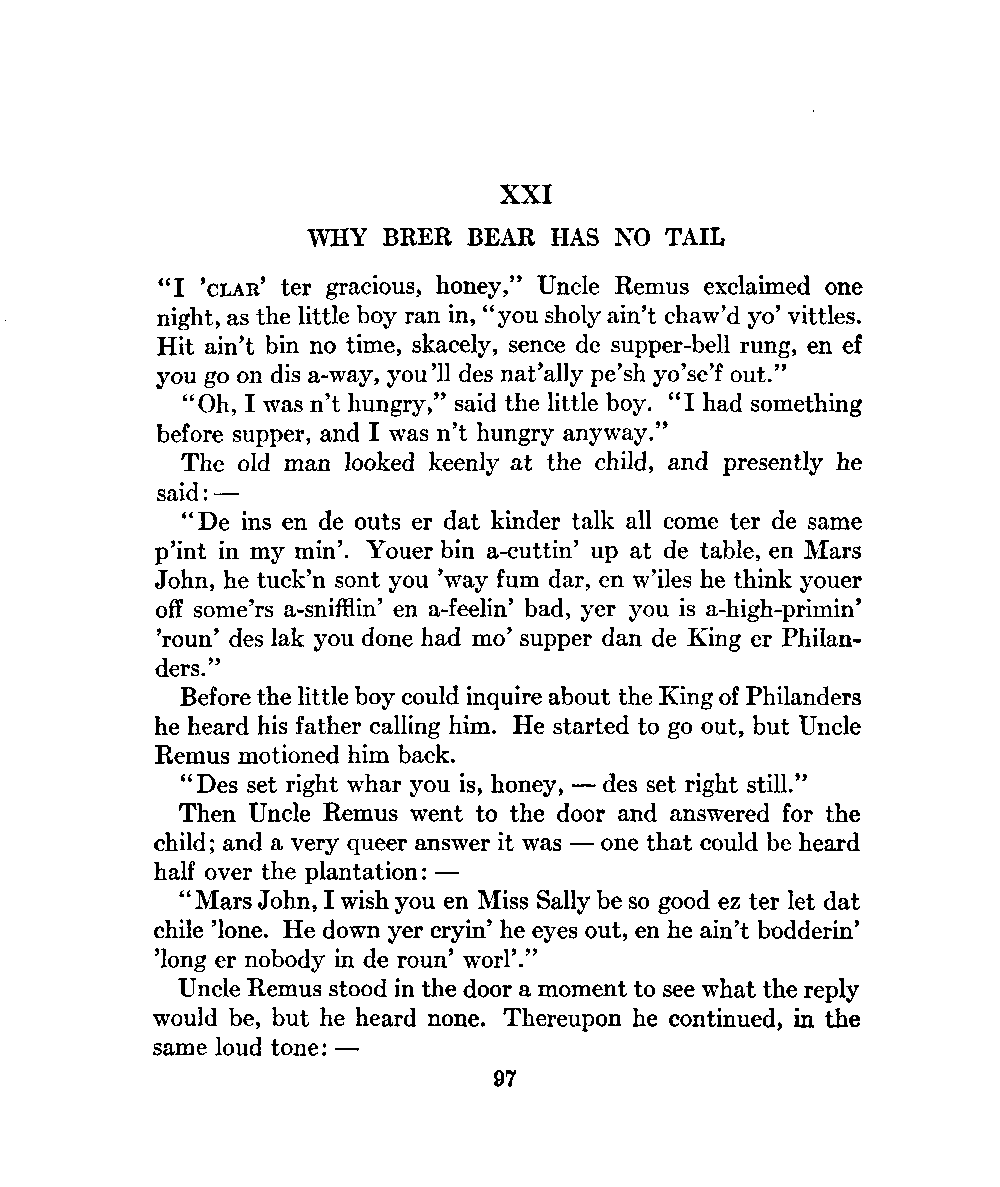 XXI
WHY BRER BEAR HAS NO TAIL
“I ’CLAR’ ter gracious, honey,” Uncle Remus exclaimed one
night, as the little boy ran in, “you sholy ain’t chaw’d yo’ vittles.
Hit ain’t bin no time, skacely, sence de supper-bell rung, en ef
you go on dis a-way, you ’ll des nat’ally pe’sh yo’se’f out.”
“Oh, I was n’t hungry,” said the little boy. “I had something
before supper, and I was n’t hungry anyway.”
The old man looked keenly at the child, and presently he
said: —
“De ins en de outs er dat kinder talk all come ter de same
p’int in my min’. Youer bin a-cuttin’ up at de table, en Mars
John, he tuck’n sont you ’way fum dar, en w’iles he think youer
off some’rs a-snifflin’ en a-feelin’ bad, yer you is a-high-primin’
’roun’ des lak you done had mo’ supper dan de King er Philan-
ders.”
Before the little boy could inquire about the King of Philanders
he heard his father calling him. He started to go out, but Uncle
Remus motioned him back.
“Des set right whar you is, honey, — des set right still.”
Then Uncle Remus went to the door and answered for the
child; and a very queer answer it was — one that could be heard
half over the plantation: —
“Mars John, I wish you en Miss Sally be so good ez ter let dat
chile ’lone. He down yer cryin’ he eyes out, en he ain’t bodderin’
’long er nobody in de roun’ worl’.”
Uncle Remus stood in the door a moment to see what the reply
would be, but he heard none. Thereupon he continued, in the
same loud tone: —
97